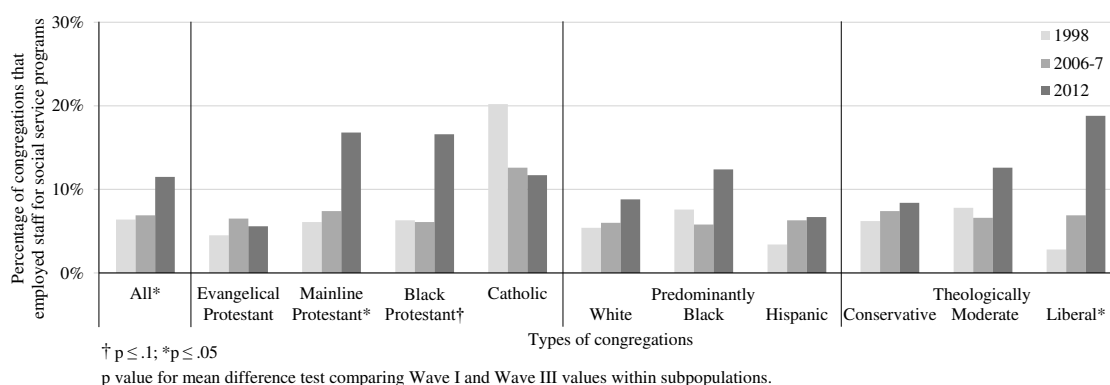 Percentage of congregations that
employed staff for social service programs
30%
20%
10%
0%
1998
2006-7
2012
All*
Evangelical
Protestant
Mainline
Protestant*
Black
Protestant†
Catholic
Predominantly
White
Black
Hispanic
Theologically
Conservative
Moderate
Liberal*
Types of congregations
† p ≤ .1; *p ≤ .05
p value for mean difference test comparing Wave I and Wave III values within subpopulations.